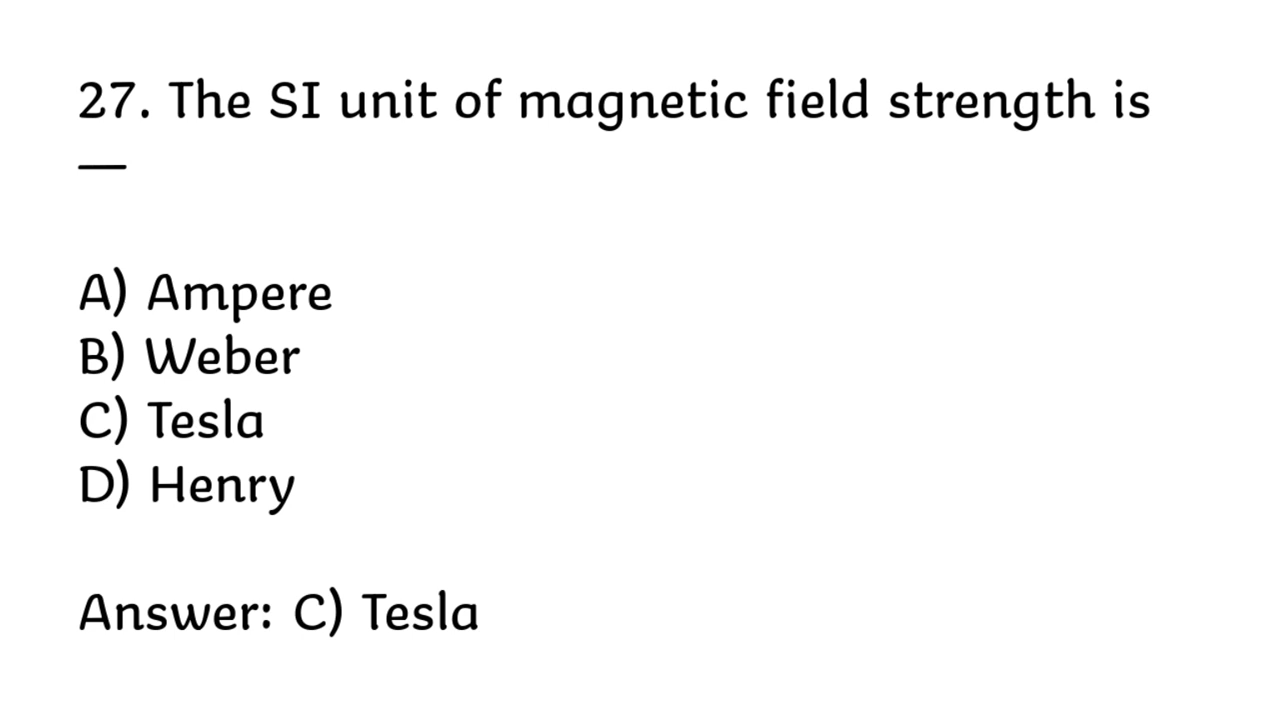 27. The SI unit of magnetic field strength is
—
A) Ampere
B) Weber
C) Tesla
D) Henry
Answer: C) Tesla